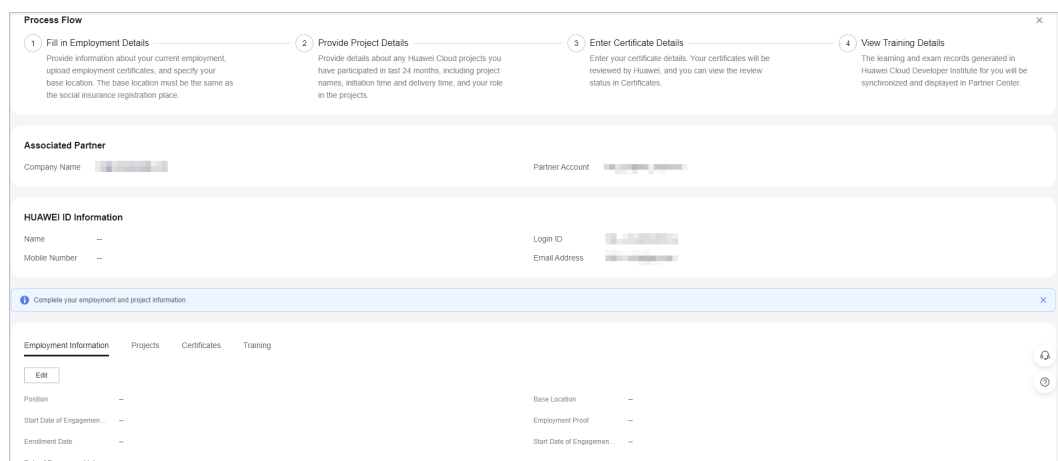 Process Flow
1 Fill in Employment Details
Provide information about your current employment,
upload employment certificates, and specify your
base location. The base location must be the same as
the social insurance registration place.
2 Provide Project Details
Provide details about any Huawei Cloud projects you
have participated in last 24 months, including project
names, initiation time and delivery time, and your role
in the projects.
3 Enter Certificate Details
Enter your certificate details. Your certificates will be
reviewed by Huawei, and you can view the review
status in Certificates.
4 View Training Details
The learning and exam records generated in
Huawei Cloud Developer Institute for you will be
synchronized and displayed in Partner Center.
Associated Partner
Company Name
Partner Account
HUAWEI ID Information
Name --
Login ID
Mobile Number --
Email Address
Complete your employment and project information.
Employment Information Projects Certificates Training
Edit
Position --
Base Location --
Start Date of Engagemen... --
Employment Proof --
Enrollment Date --
Start Date of Engagemen... --